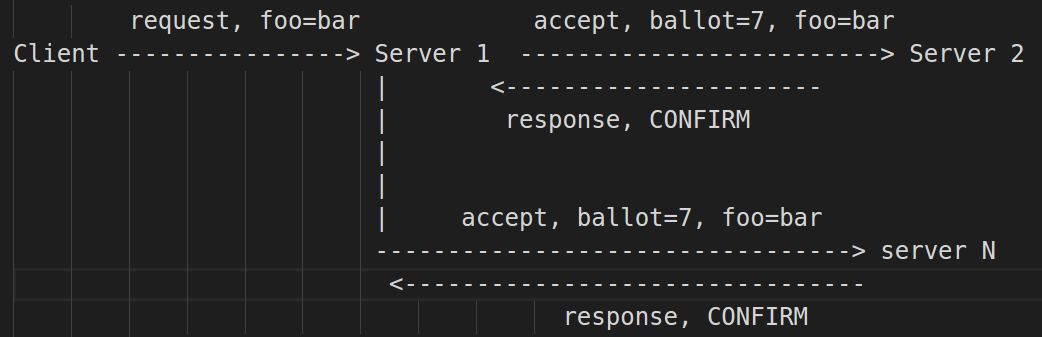 request, foo=bar            accept, ballot=7, foo=bar
Client ----------------> Server 1  -------------------------> Server 2
|       <----------------------
|        response, CONFIRM
|
|
|     accept, ballot=7, foo=bar
---------------------------------> server N
<--------------------------------
response, CONFIRM